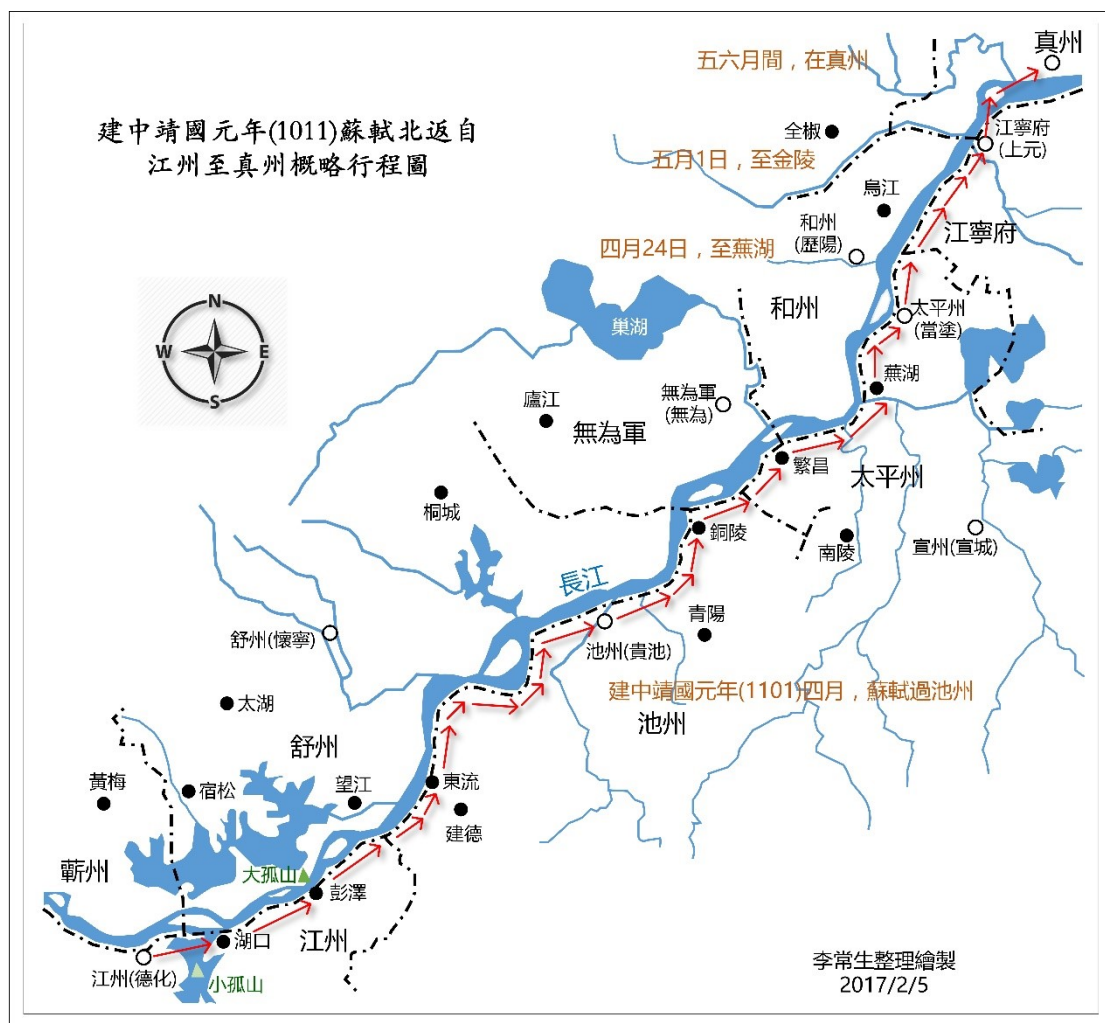 真州
五六月間，在真州
建中靖國元年(1011)蘇軾北返自
江州至真州概略行程圖
全椒
江寧府
(上元)
五月1日，至金陵
烏江
和州
(歷陽)
江寧府
四月24日，至蕪湖
N
W
E
S
巢湖
和州
太平州
(當塗)
蕪湖
廬江
無為軍
無為軍
(無為)
繁昌
太平州
桐城
銅陵
南陵
宣州(宣城)
長江
舒州(懷寧)
池州(貴池)
青陽
建中靖國元年(1101)四月，蘇軾過池州
池州
太湖
舒州
黃梅
宿松
望江
東流
建德
蘄州
大孤山
彭澤
湖口
江州
江州(德化)
小孤山
李常生整理繪製
2017/2/5